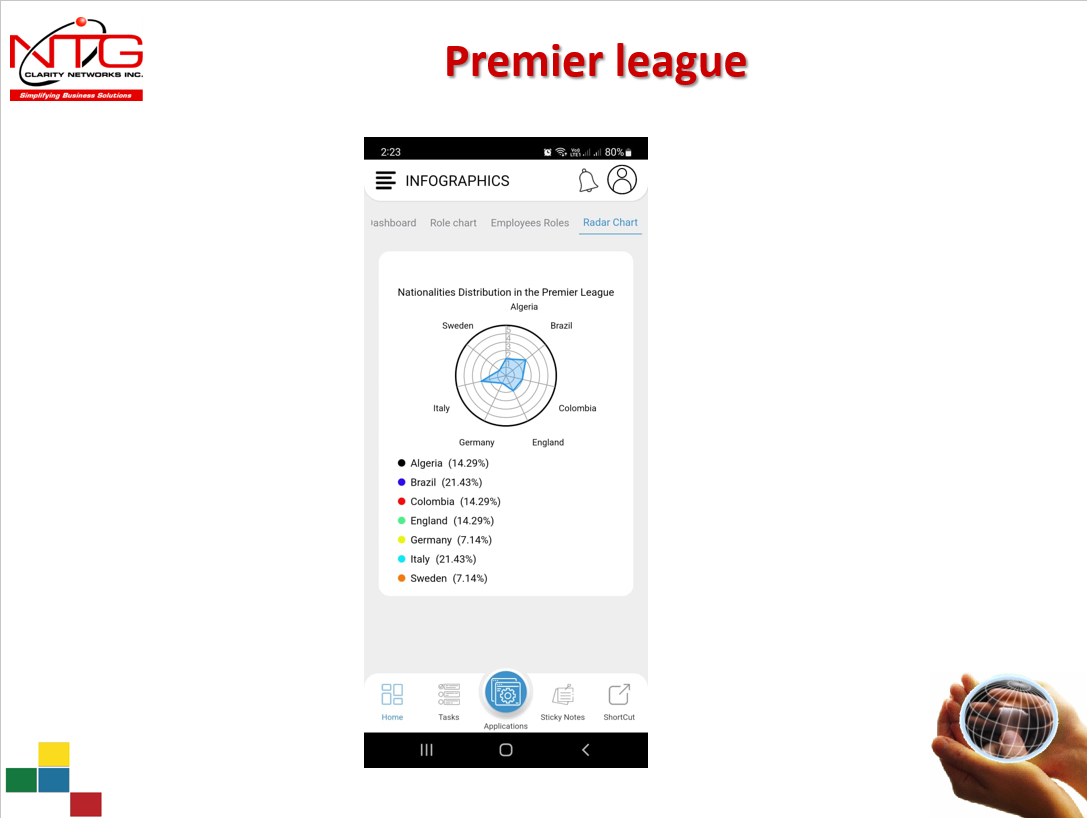 NTG
CLARITY NETWORKS INC.
Simplifying Business Solutions
Premier league
2:23
80%
INFOGRAPHICS
ashboard Role chart Employees Roles Radar Chart
Nationalities Distribution in the Premier League
Algeria
Sweden Brazil
5
4
3
Italy Colombia
Germany England
Algeria (14.29%)
Brazil (21.43%)
Colombia (14.29%)
England (14.29%)
Germany (7.14%)
Italy (21.43%)
Sweden (7.14%)
Home Tasks Applications Sticky Notes ShortCut